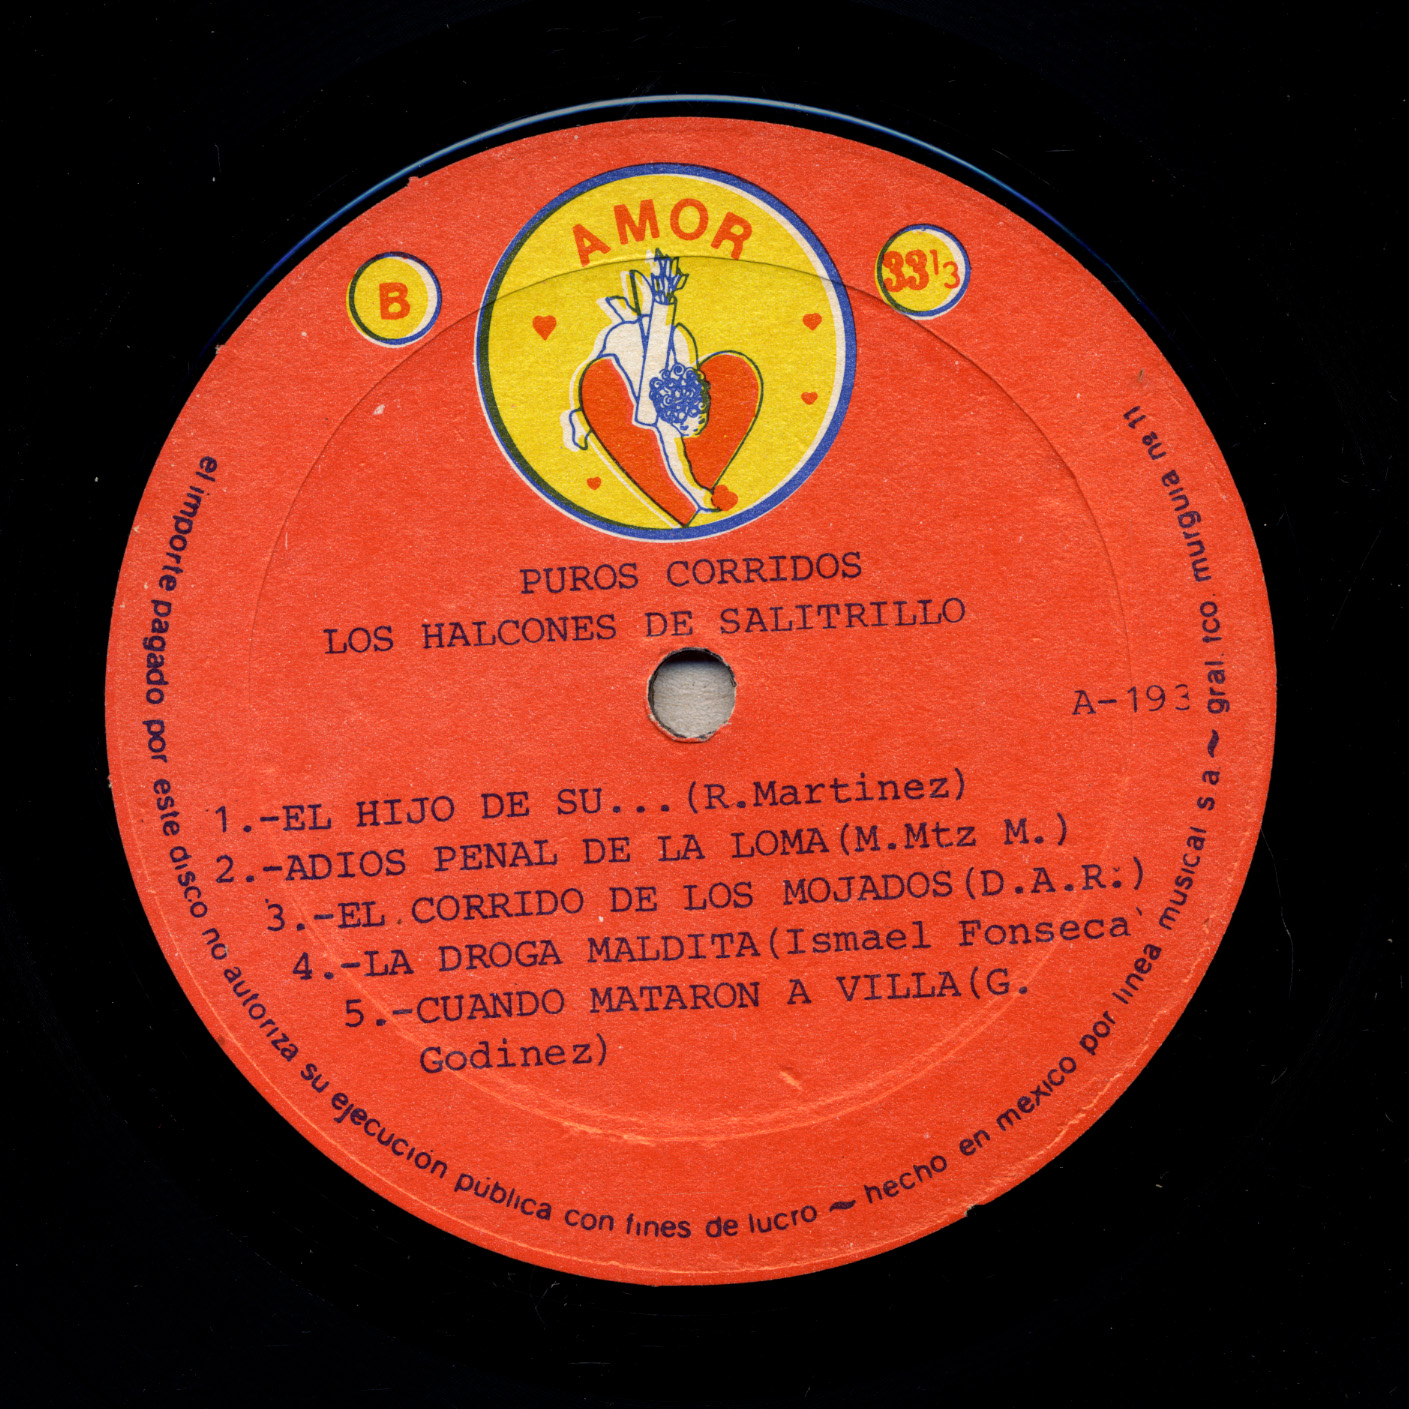 AMOR
B
33 1/3
PUROS CORRIDOS
LOS HALCONES DE SALITRILLO
A-193
1.-EL HIJO DE SU...(R.Martinez)
2.-ADIOS PENAL DE LA LOMA(M.Mtz M.)
3.-EL CORRIDO DE LOS MOJADOS(D.A.R.)
4.-LA DROGA MALDITA(Ismael Fonseca
5.-CUANDO MATARON A VILLA(G.
Godinez)
el importe pagado por este disco no autoriza su ejecución pública con fines de lucro ~ hecho en mexico por linea musical s a ~ gral. fco. murguia nº 11